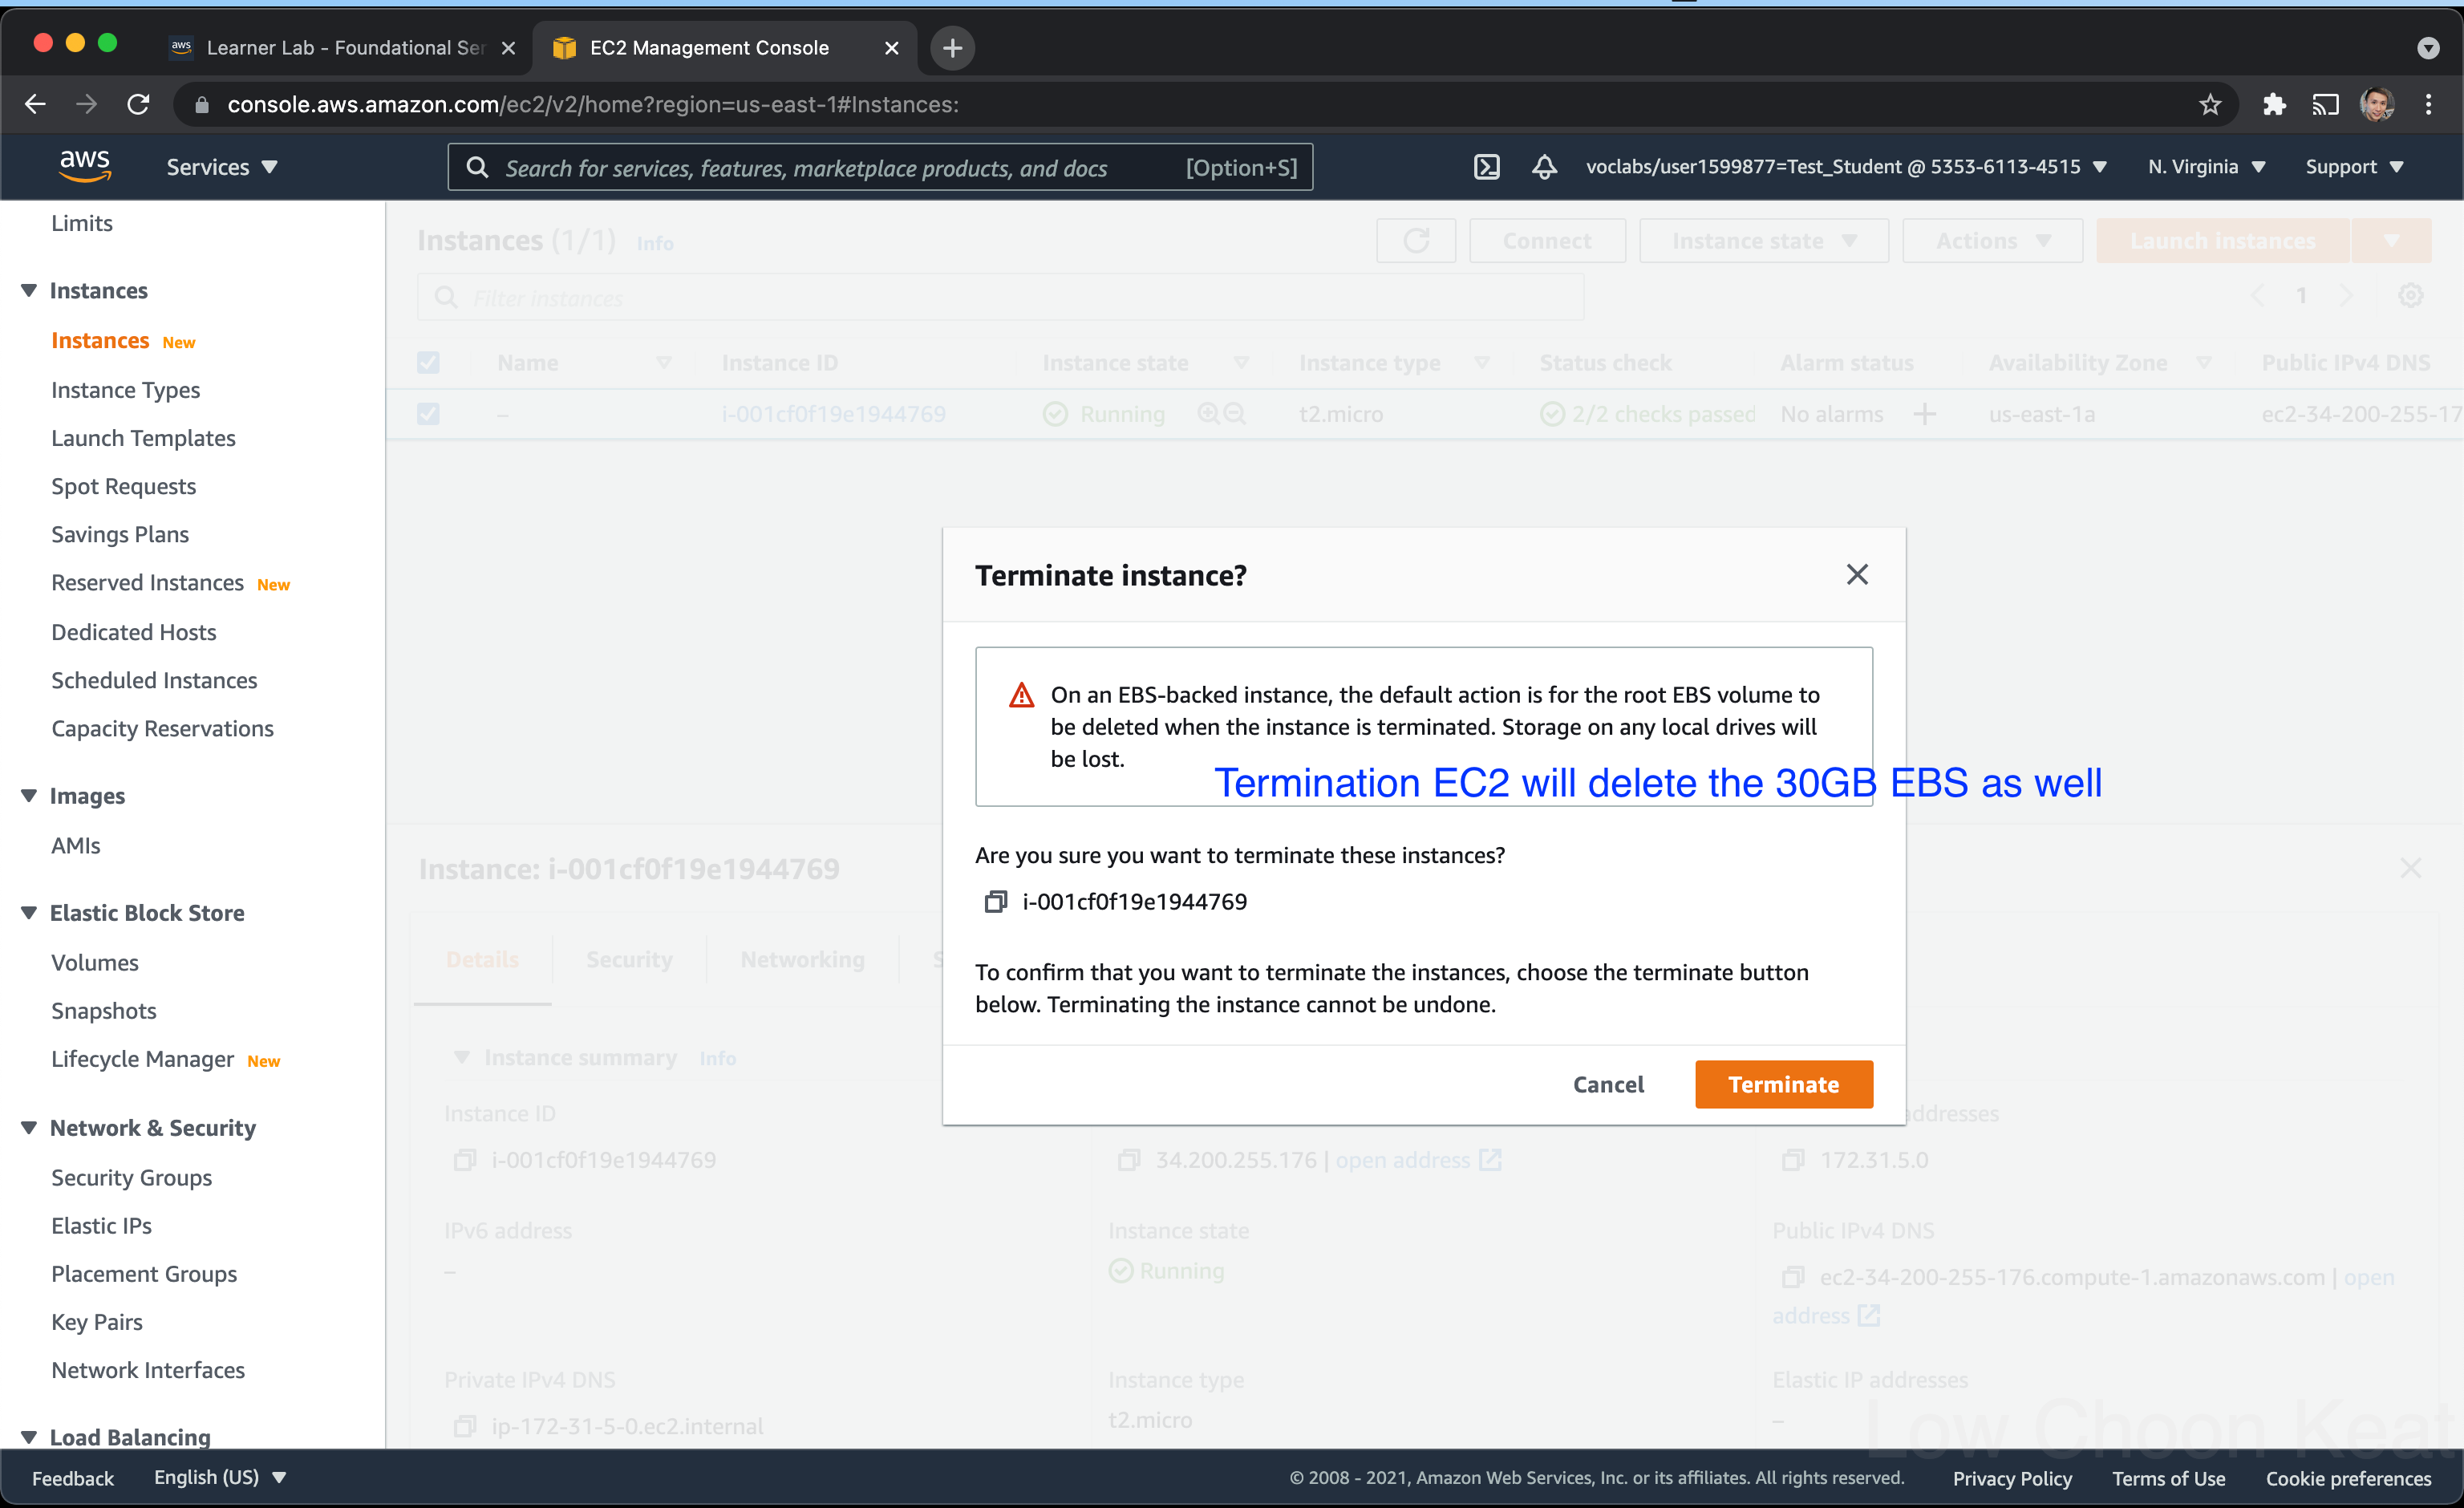 Learner Lab - Foundational Ser
EC2 Management Console
console.aws.amazon.com/ec2/v2/home?region=us-east-1#Instances:
aws
Services
Search for services, features, marketplace products, and docs
[Option+S]
voclabs/user1599877=Test_Student @ 5353-6113-4515
N. Virginia
Support
Limits
Instances
Instances New
Instance Types
Launch Templates
Spot Requests
Savings Plans
Reserved Instances New
Dedicated Hosts
Scheduled Instances
Capacity Reservations
Images
AMIs
Elastic Block Store
Volumes
Snapshots
Lifecycle Manager New
Network & Security
Security Groups
Elastic IPs
Placement Groups
Key Pairs
Network Interfaces
Load Balancing
Instances (1/1) Info
Connect
Instance state
Actions
Launch instances
Filter instances
1
Name
Instance ID
Instance state
Instance type
Status check
Alarm status
Availability Zone
Public IPv4 DNS
–
i-001cf0f19e1944769
Running
t2.micro
2/2 checks passed
No alarms
us-east-1a
ec2-34-200-255-17
Terminate instance?
On an EBS-backed instance, the default action is for the root EBS volume to
be deleted when the instance is terminated. Storage on any local drives will
be lost.
Termination EC2 will delete the 30GB EBS as well
Are you sure you want to terminate these instances?
i-001cf0f19e1944769
To confirm that you want to terminate the instances, choose the terminate button
below. Terminating the instance cannot be undone.
Cancel
Terminate
Instance: i-001cf0f19e1944769
Details
Security
Networking
S
Instance summary Info
Instance ID
i-001cf0f19e1944769
34.200.255.176 | open address
addresses
172.31.5.0
IPv6 address
–
Instance state
Running
Public IPv4 DNS
ec2-34-200-255-176.compute-1.amazonaws.com | open
address
Private IPv4 DNS
ip-172-31-5-0.ec2.internal
Instance type
t2.micro
Elastic IP addresses
–
Low Choon Keat
Feedback
English (US)
© 2008 - 2021, Amazon Web Services, Inc. or its affiliates. All rights reserved.
Privacy Policy
Terms of Use
Cookie preferences